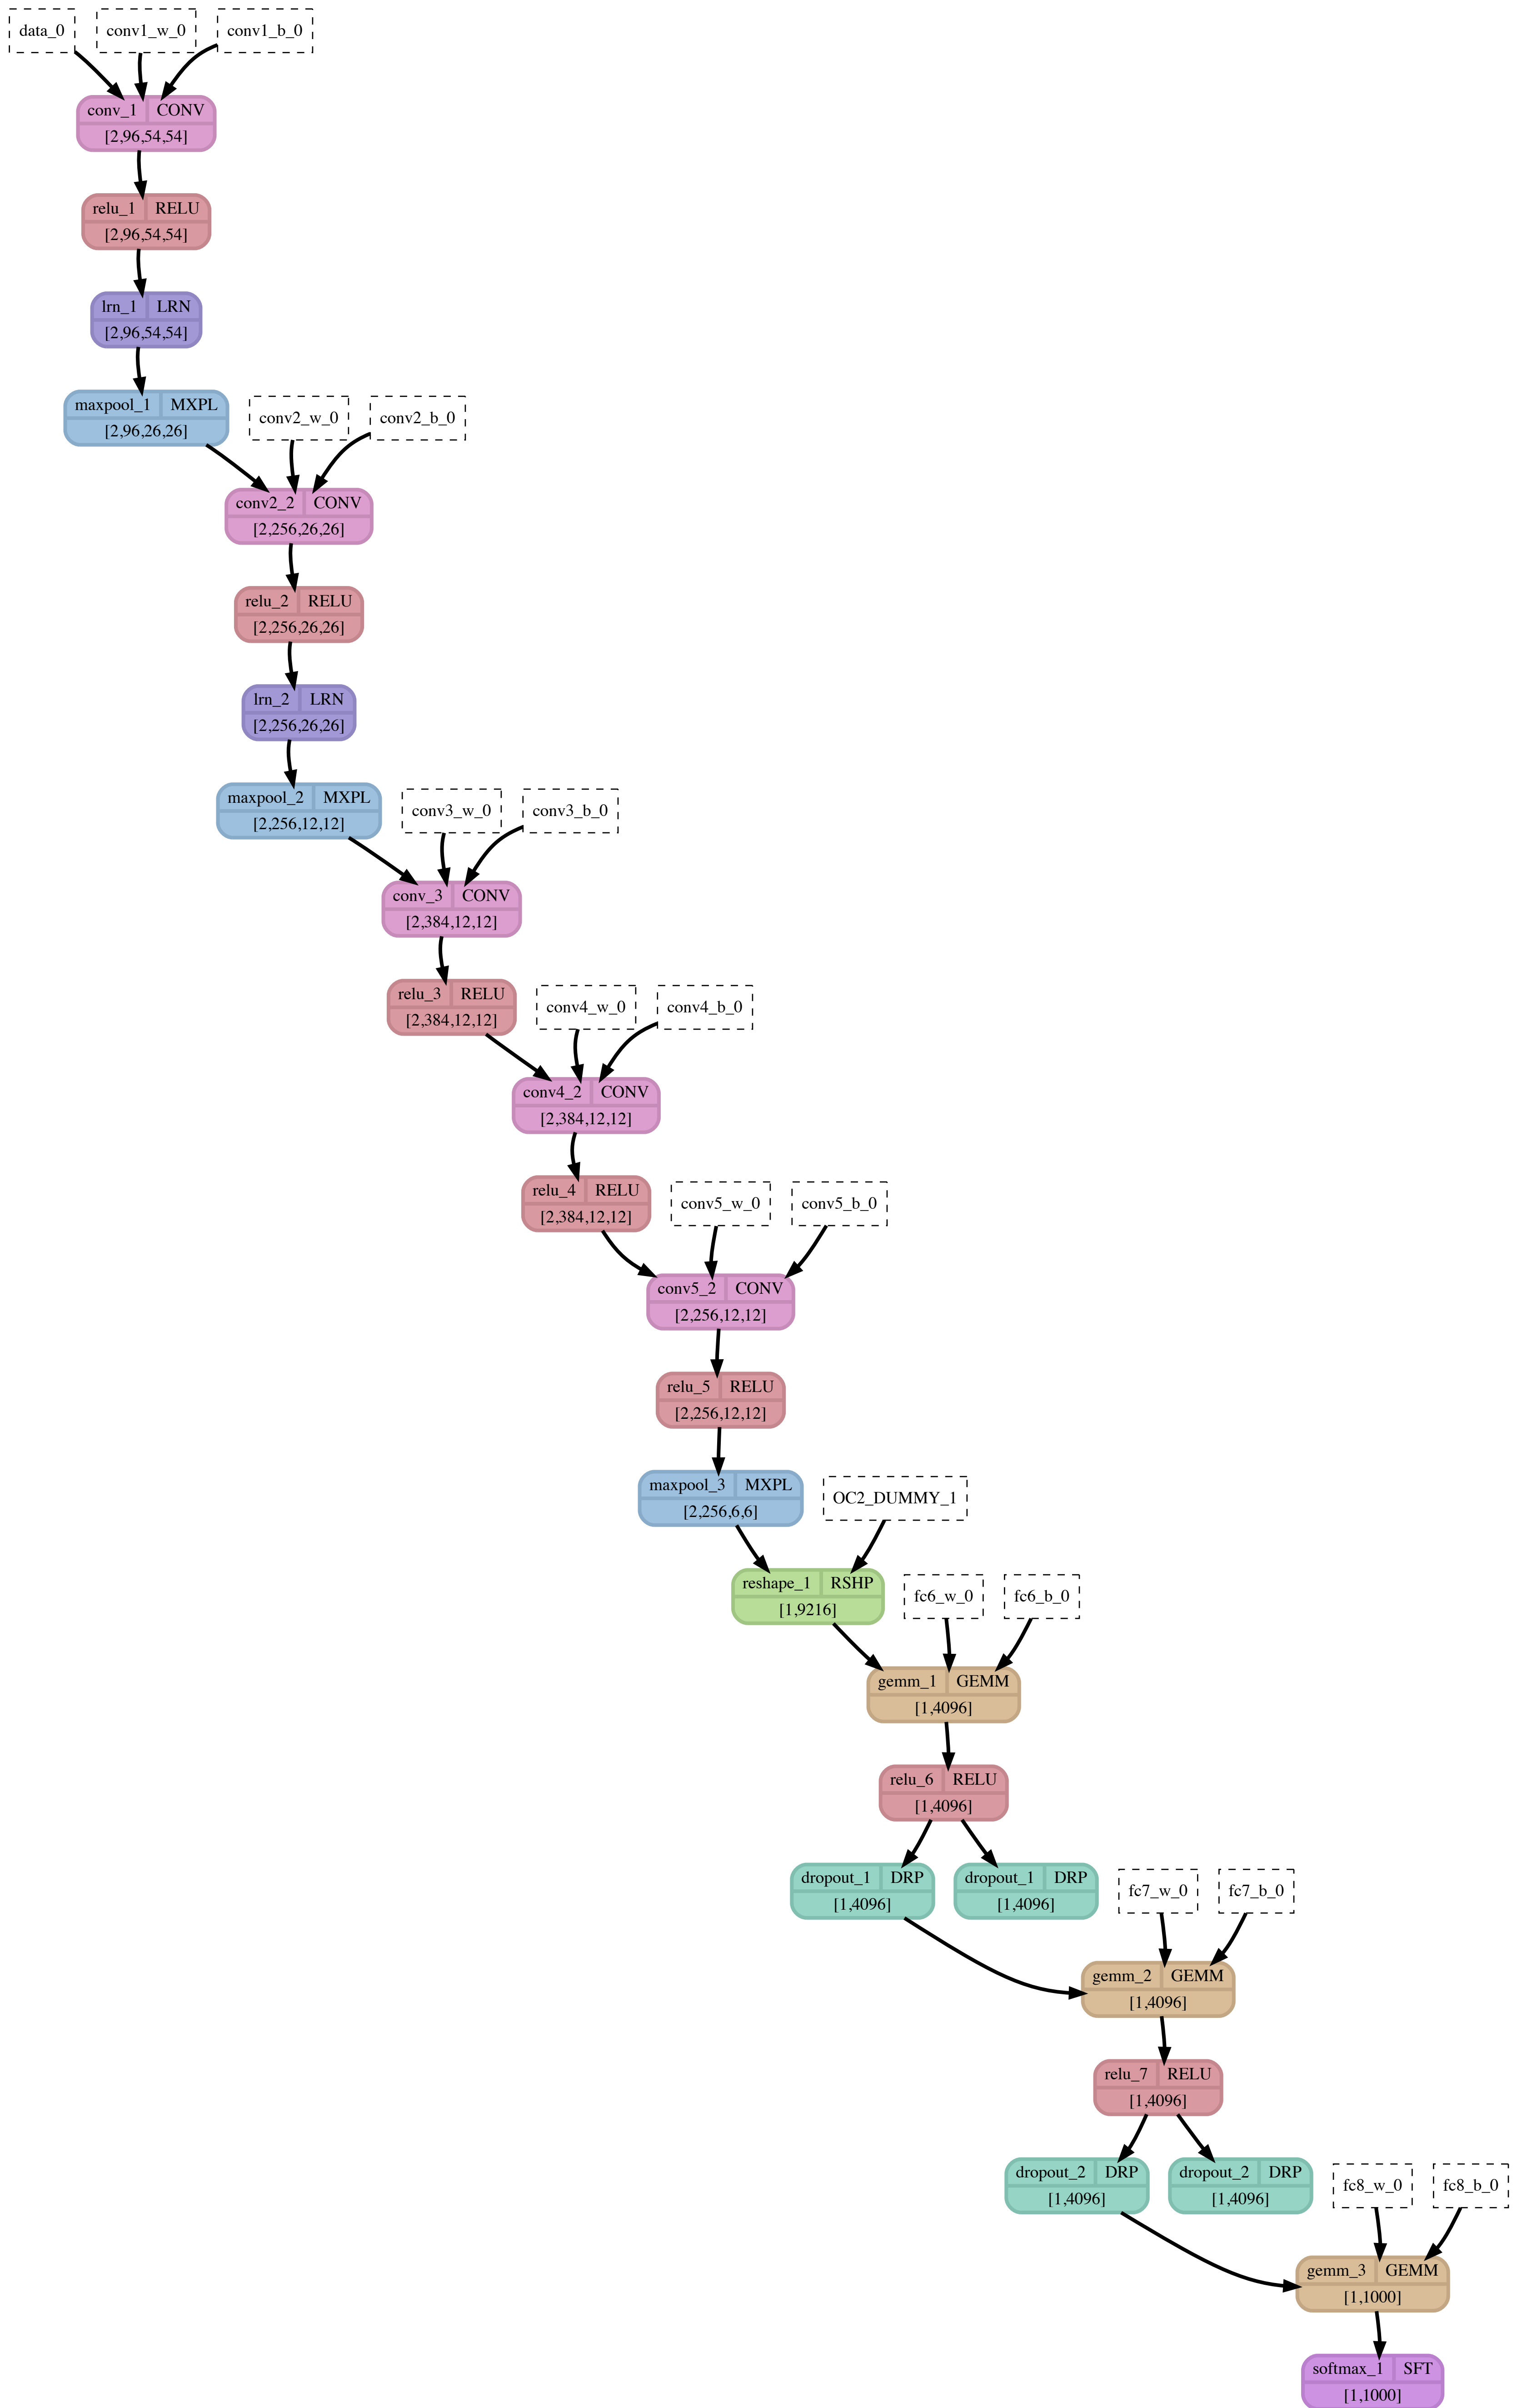 data_0 conv1_w_0 conv1_b_0
conv_1 CONV
[2,96,54,54]
relu_1 RELU
[2,96,54,54]
lrn_1 LRN
[2,96,54,54]
maxpool_1 MXPL
[2,96,26,26]
conv2_w_0 conv2_b_0
conv2_2 CONV
[2,256,26,26]
relu_2 RELU
[2,256,26,26]
lrn_2 LRN
[2,256,26,26]
maxpool_2 MXPL
[2,256,12,12]
conv3_w_0 conv3_b_0
conv_3 CONV
[2,384,12,12]
relu_3 RELU
[2,384,12,12]
conv4_w_0 conv4_b_0
conv4_2 CONV
[2,384,12,12]
relu_4 RELU
[2,384,12,12]
conv5_w_0 conv5_b_0
conv5_2 CONV
[2,256,12,12]
relu_5 RELU
[2,256,12,12]
maxpool_3 MXPL
[2,256,6,6]
OC2_DUMMY_1
reshape_1 RSHP
[1,9216]
fc6_w_0 fc6_b_0
gemm_1 GEMM
[1,4096]
relu_6 RELU
[1,4096]
dropout_1 DRP
[1,4096]
dropout_1 DRP
[1,4096]
fc7_w_0 fc7_b_0
gemm_2 GEMM
[1,4096]
relu_7 RELU
[1,4096]
dropout_2 DRP
[1,4096]
dropout_2 DRP
[1,4096]
fc8_w_0 fc8_b_0
gemm_3 GEMM
[1,1000]
softmax_1 SFT
[1,1000]